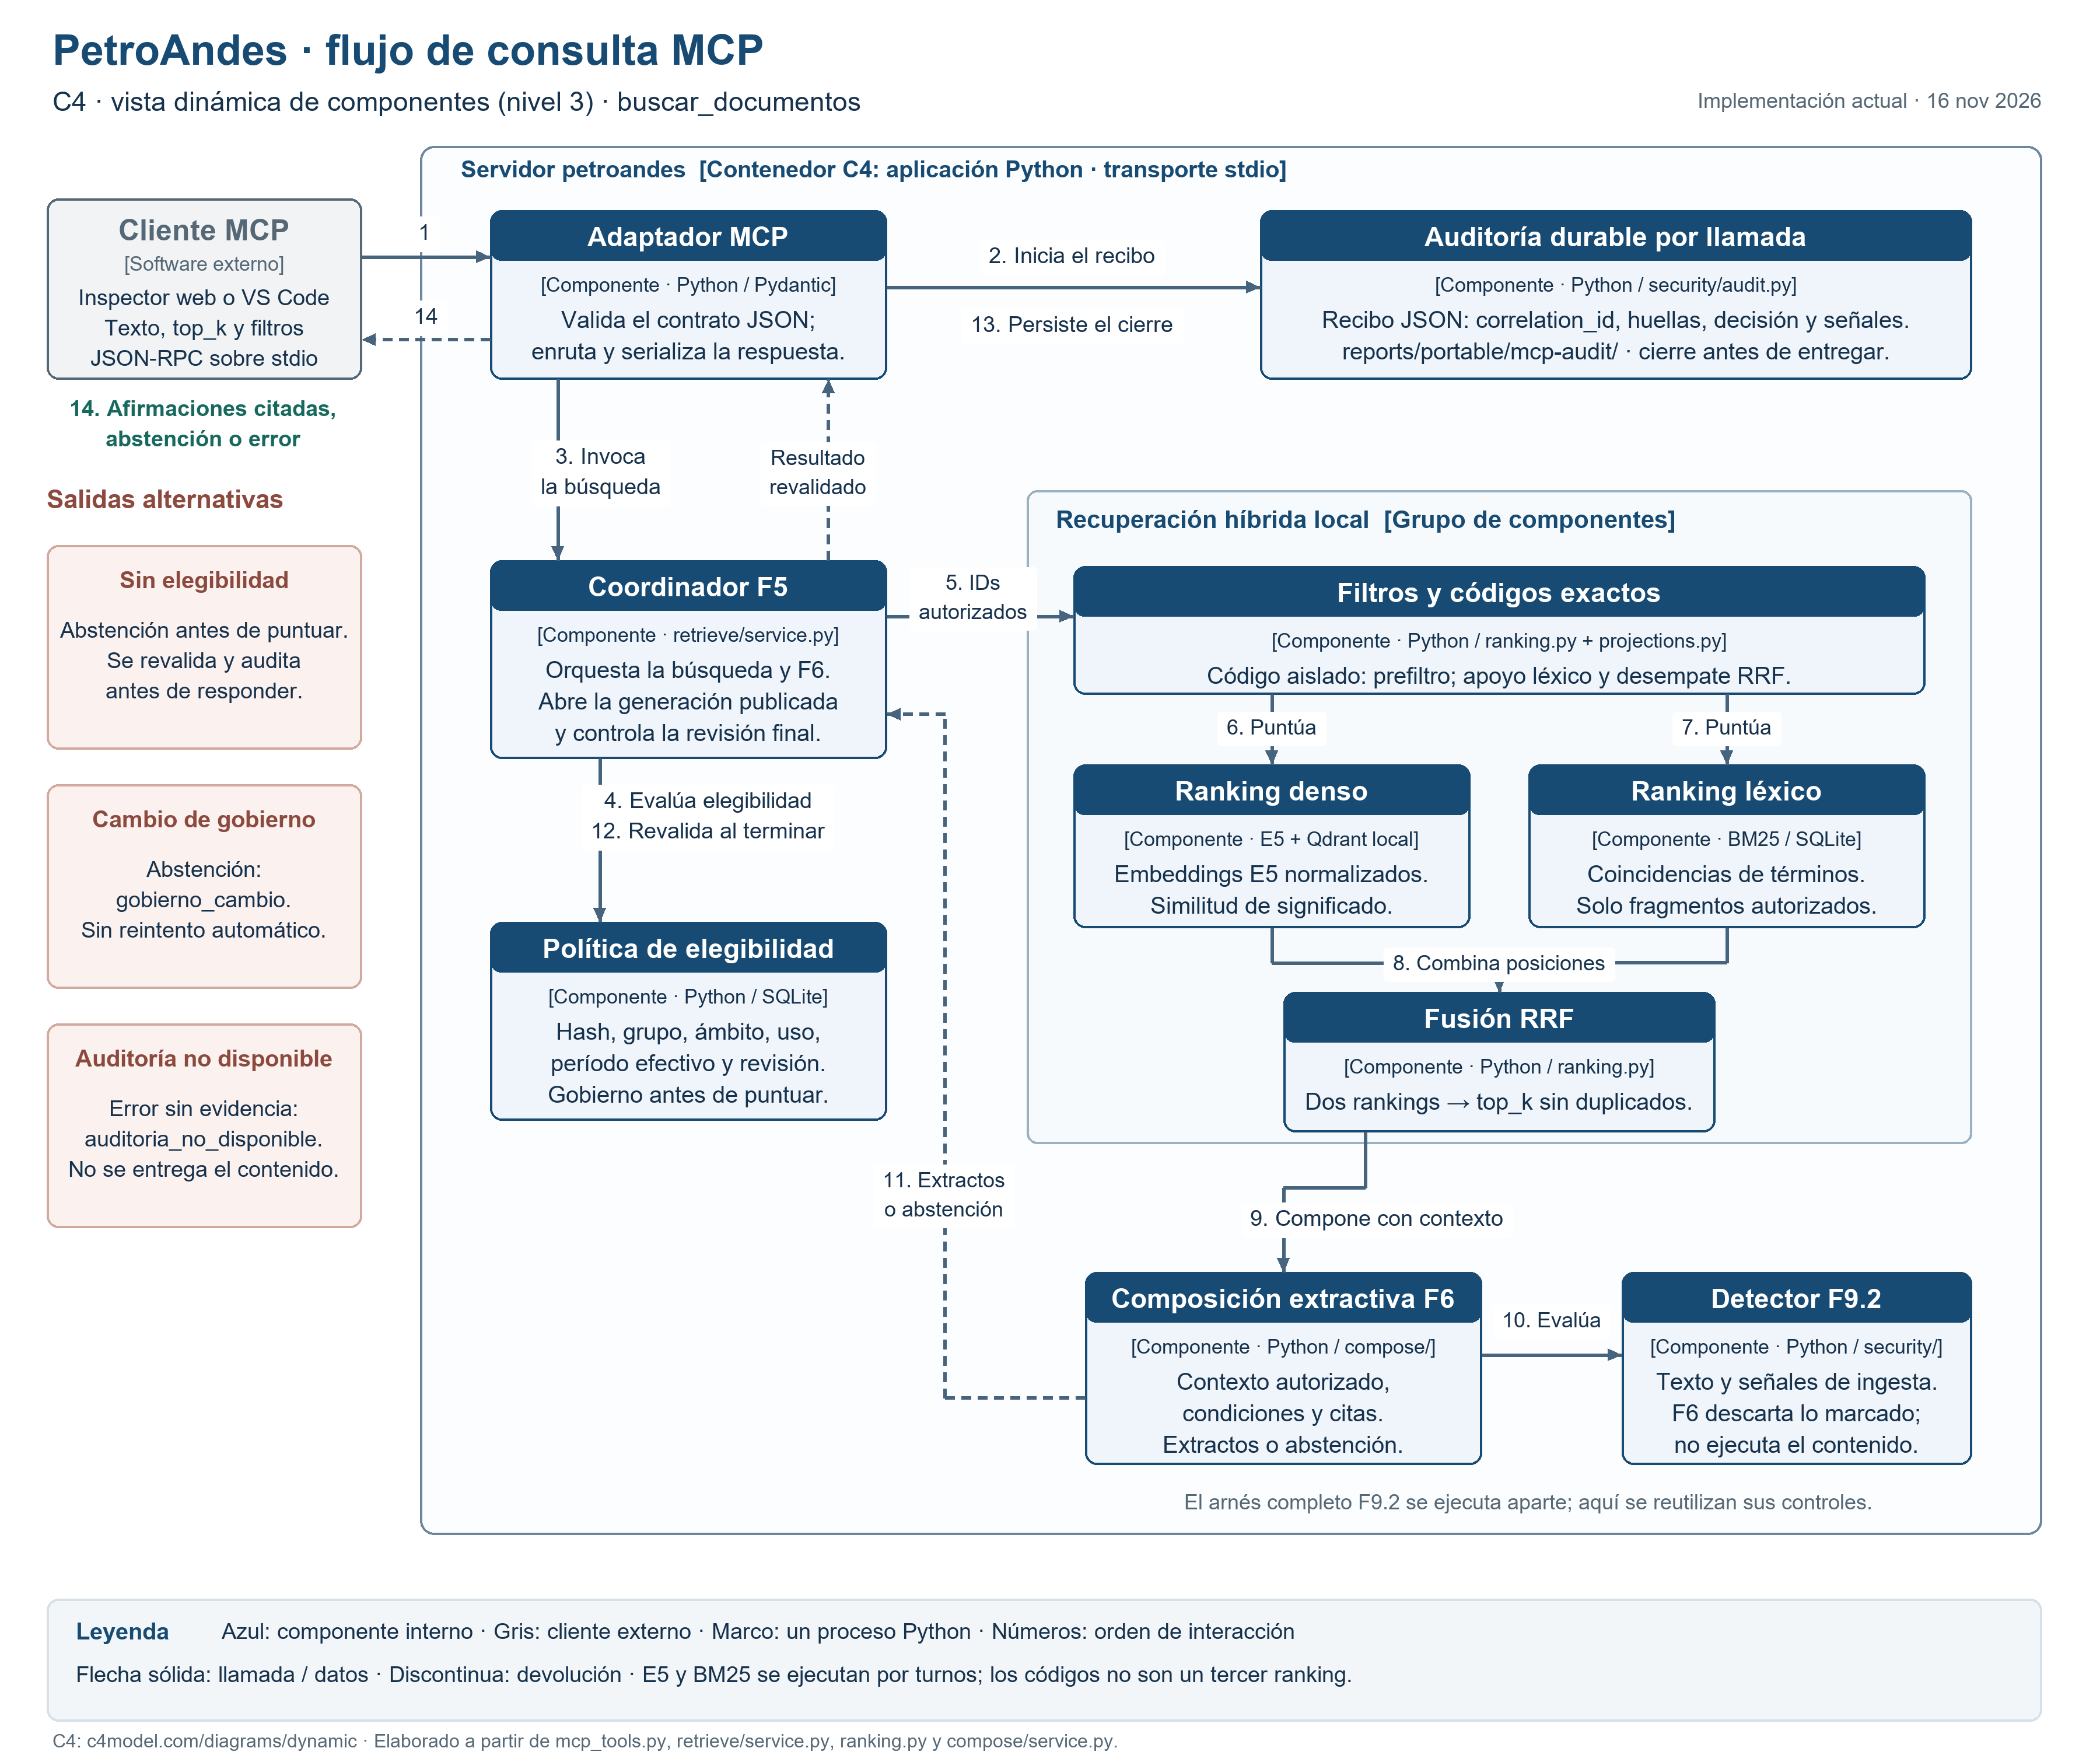 PetroAndes · flujo de consulta MCP
C4 · vista dinámica de componentes (nivel 3) · buscar_documentos
Implementación actual · 16 nov 2026
Servidor petroandes [Contenedor C4: aplicación Python · transporte stdio]
Cliente MCP
[Software externo]
Inspector web o VS Code
Texto, top_k y filtros
JSON-RPC sobre stdio
1
14
14. Afirmaciones citadas,
abstención o error
Adaptador MCP
[Componente · Python / Pydantic]
Valida el contrato JSON;
enruta y serializa la respuesta.
2. Inicia el recibo
13. Persiste el cierre
Auditoría durable por llamada
[Componente · Python / security/audit.py]
Recibo JSON: correlation_id, huellas, decisión y señales.
reports/portable/mcp-audit/ · cierre antes de entregar.
3. Invoca
la búsqueda
Resultado
revalidado
Salidas alternativas
Sin elegibilidad
Abstención antes de puntuar.
Se revalida y audita
antes de responder.
Cambio de gobierno
Abstención:
gobierno_cambio.
Sin reintento automático.
Auditoría no disponible
Error sin evidencia:
auditoria_no_disponible.
No se entrega el contenido.
Coordinador F5
[Componente · retrieve/service.py]
Orquesta la búsqueda y F6.
Abre la generación publicada
y controla la revisión final.
4. Evalúa elegibilidad
12. Revalida al terminar
Política de elegibilidad
[Componente · Python / SQLite]
Hash, grupo, ámbito, uso,
período efectivo y revisión.
Gobierno antes de puntuar.
5. IDs
autorizados
Recuperación híbrida local [Grupo de componentes]
Filtros y códigos exactos
[Componente · Python / ranking.py + projections.py]
Código aislado: prefiltro; apoyo léxico y desempate RRF.
6. Puntúa
7. Puntúa
Ranking denso
[Componente · E5 + Qdrant local]
Embeddings E5 normalizados.
Similitud de significado.
Ranking léxico
[Componente · BM25 / SQLite]
Coincidencias de términos.
Solo fragmentos autorizados.
8. Combina posiciones
Fusión RRF
[Componente · Python / ranking.py]
Dos rankings → top_k sin duplicados.
11. Extractos
o abstención
9. Compone con contexto
Composición extractiva F6
[Componente · Python / compose/]
Contexto autorizado,
condiciones y citas.
Extractos o abstención.
10. Evalúa
Detector F9.2
[Componente · Python / security/]
Texto y señales de ingesta.
F6 descarta lo marcado;
no ejecuta el contenido.
El arnés completo F9.2 se ejecuta aparte; aquí se reutilizan sus controles.
Leyenda Azul: componente interno · Gris: cliente externo · Marco: un proceso Python · Números: orden de interacción
Flecha sólida: llamada / datos · Discontinua: devolución · E5 y BM25 se ejecutan por turnos; los códigos no son un tercer ranking.
C4: c4model.com/diagrams/dynamic · Elaborado a partir de mcp_tools.py, retrieve/service.py, ranking.py y compose/service.py.